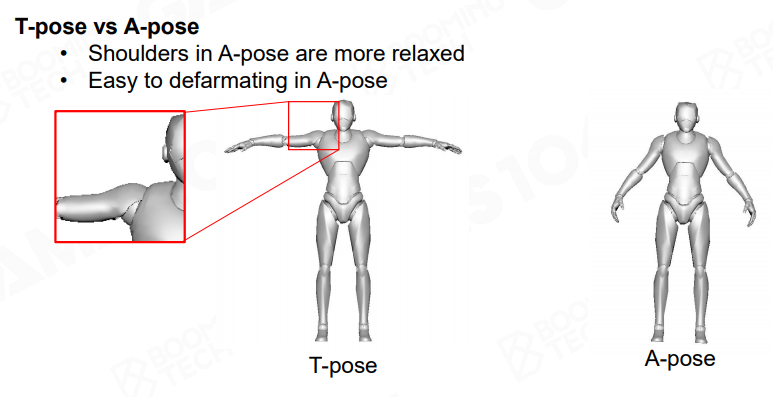 T-pose vs A-pose
• Shoulders in A-pose are more relaxed
• Easy to defarmating in A-pose
T-pose
A-pose